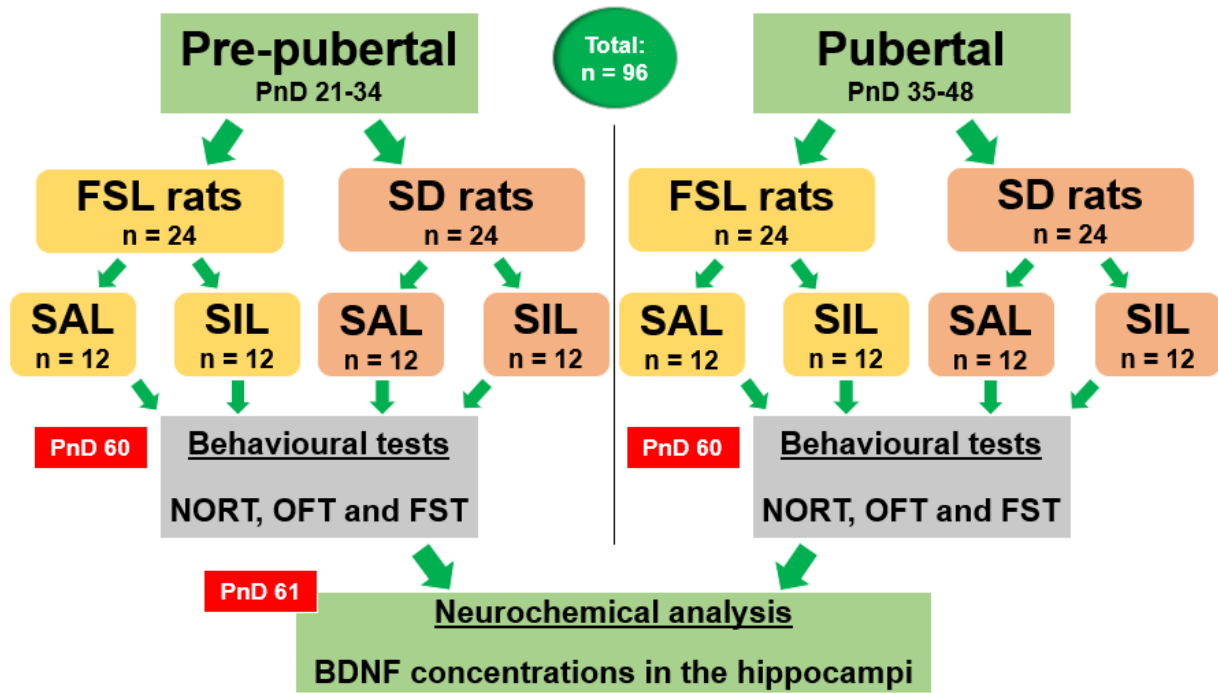 Pre-pubertal
PnD 21-34
Total:
n = 96
Pubertal
PnD 35-48
FSL rats
n = 24
SD rats
n = 24
FSL rats
n = 24
SD rats
n = 24
SAL
n = 12
SIL
n = 12
SAL
n = 12
SIL
n = 12
SAL
n = 12
SIL
n = 12
SAL
n = 12
SIL
n = 12
PnD 60
Behavioural tests
NORT, OFT and FST
PnD 60
Behavioural tests
NORT, OFT and FST
PnD 61
Neurochemical analysis
BDNF concentrations in the hippocampi